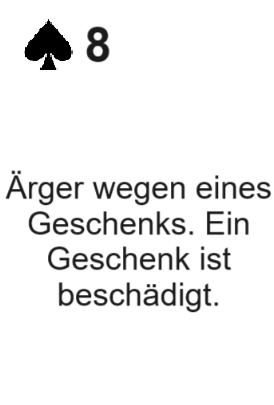 ♠ 8
Ärger wegen eines
Geschenks. Ein
Geschenk ist
beschädigt.